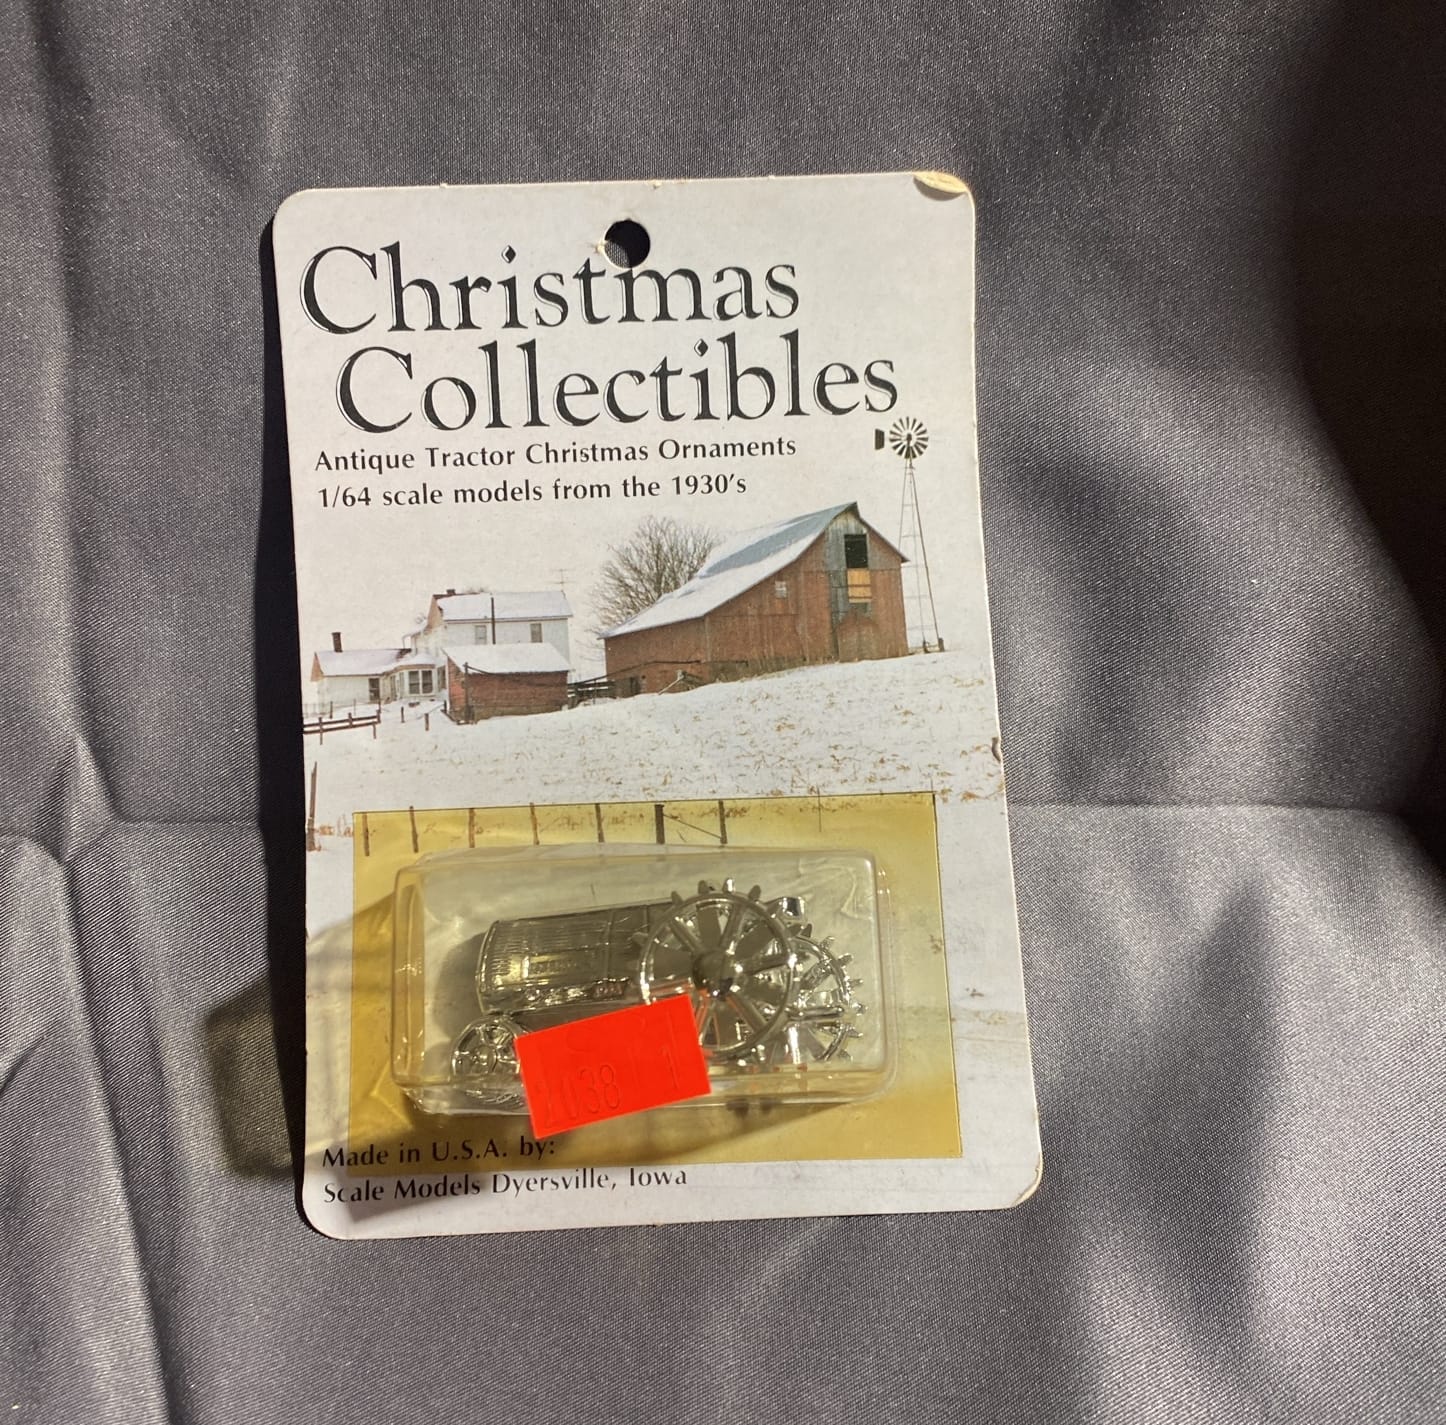 Christmas
Collectibles
Antique Tractor Christmas Ornaments
1/64 scale models from the 1930's
Made in U.S.A. by:
Scale Models Dyersville, Iowa